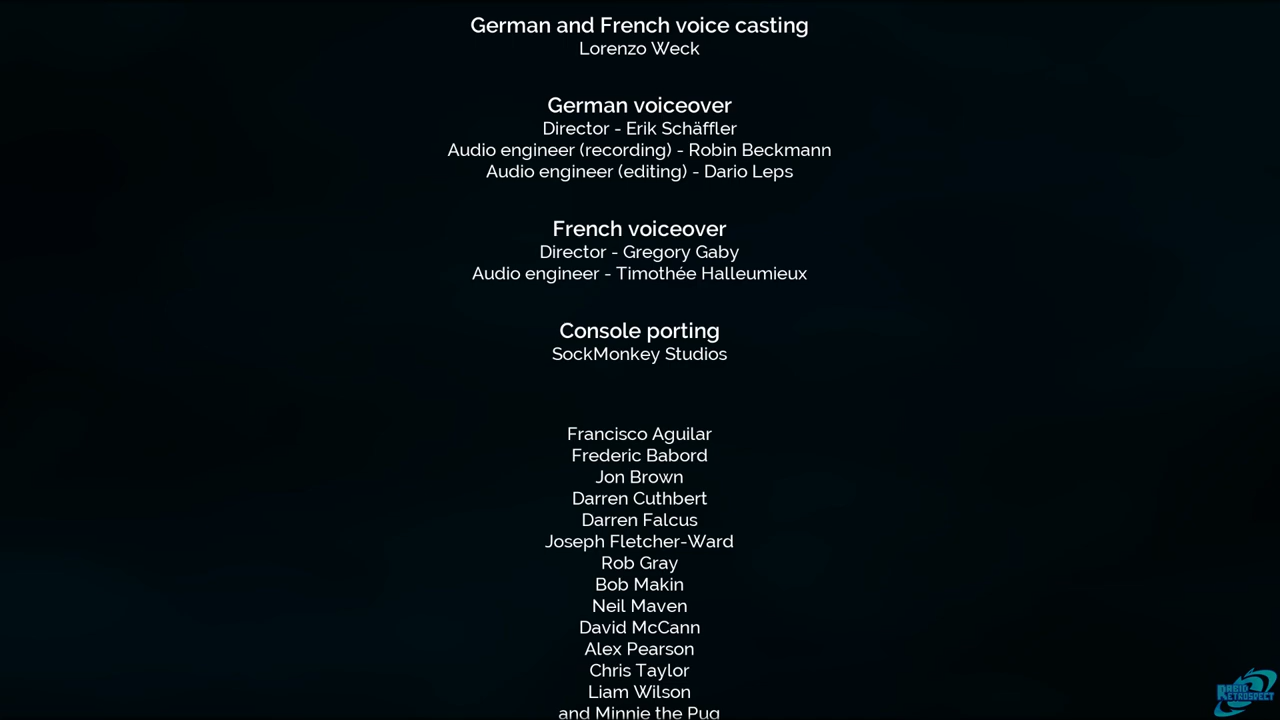 German and French voice casting
Lorenzo Weck
German voiceover
Director - Erik Schäffler
Audio engineer (recording) - Robin Beckmann
Audio engineer (editing) - Dario Leps
French voiceover
Director - Gregory Gaby
Audio engineer - Timothée Halleumieux
Console porting
SockMonkey Studios
Francisco Aguilar
Frederic Babord
Jon Brown
Darren Cuthbert
Darren Falcus
Joseph Fletcher-Ward
Rob Gray
Bob Makin
Neil Maven
David McCann
Alex Pearson
Chris Taylor
Liam Wilson
and Minnie the Pug
RABID
RETROSPECT